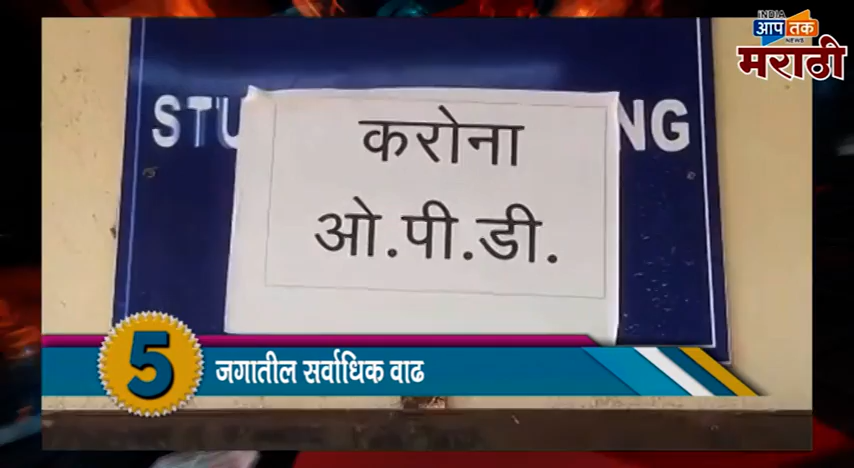 INDIA
आप तक
NEWS
मराठी
STU NG
करोना
ओ.पी.डी.
5 जगातील सर्वाधिक वाढ